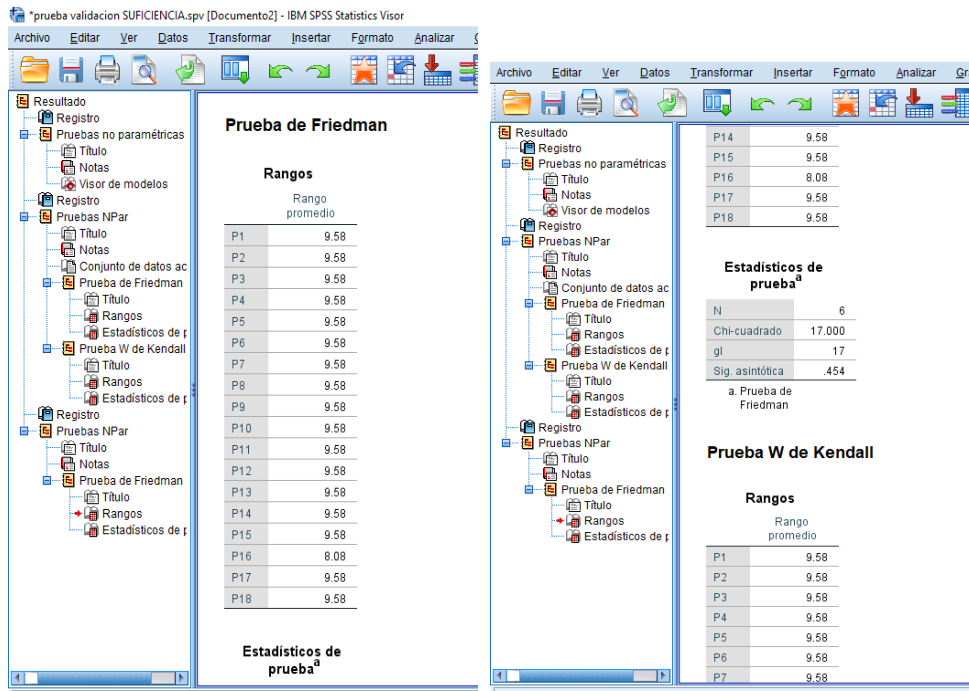 *prueba validacion SUFICIENCIA.spv [Documento2] - IBM SPSS Statistics Visor
Archivo Editar Ver Datos Transformar Insertar Formato Analizar
Resultado
Registro
Pruebas no paramétricas
Título
Notas
Visor de modelos
Registro
Pruebas NPar
Título
Notas
Conjunto de datos ac
Prueba de Friedman
Título
Rangos
Estadísticos de p
Prueba W de Kendall
Título
Rangos
Estadísticos de p
Registro
Pruebas NPar
Título
Notas
Prueba de Friedman
Título
Rangos
Estadísticos de p
Prueba de Friedman
Rangos
Rango
promedio
P1 9.58
P2 9.58
P3 9.58
P4 9.58
P5 9.58
P6 9.58
P7 9.58
P8 9.58
P9 9.58
P10 9.58
P11 9.58
P12 9.58
P13 9.58
P14 9.58
P15 9.58
P16 8.08
P17 9.58
P18 9.58
Estadísticos de
prueba a
Archivo Editar Ver Datos Transformar Insertar Formato Analizar Gr
Resultado
Registro
Pruebas no paramétricas
Título
Notas
Visor de modelos
Registro
Pruebas NPar
Título
Notas
Conjunto de datos ac
Prueba de Friedman
Título
Rangos
Estadísticos de p
Prueba W de Kendall
Título
Rangos
Estadísticos de p
Registro
Pruebas NPar
Título
Notas
Prueba de Friedman
Título
Rangos
Estadísticos de p
P14 9.58
P15 9.58
P16 8.08
P17 9.58
P18 9.58
Estadísticos de
prueba a
N 6
Chi-cuadrado 17.000
gl 17
Sig. asintótica .454
a. Prueba de
Friedman
Prueba W de Kendall
Rangos
Rango
promedio
P1 9.58
P2 9.58
P3 9.58
P4 9.58
P5 9.58
P6 9.58
P7 9.58